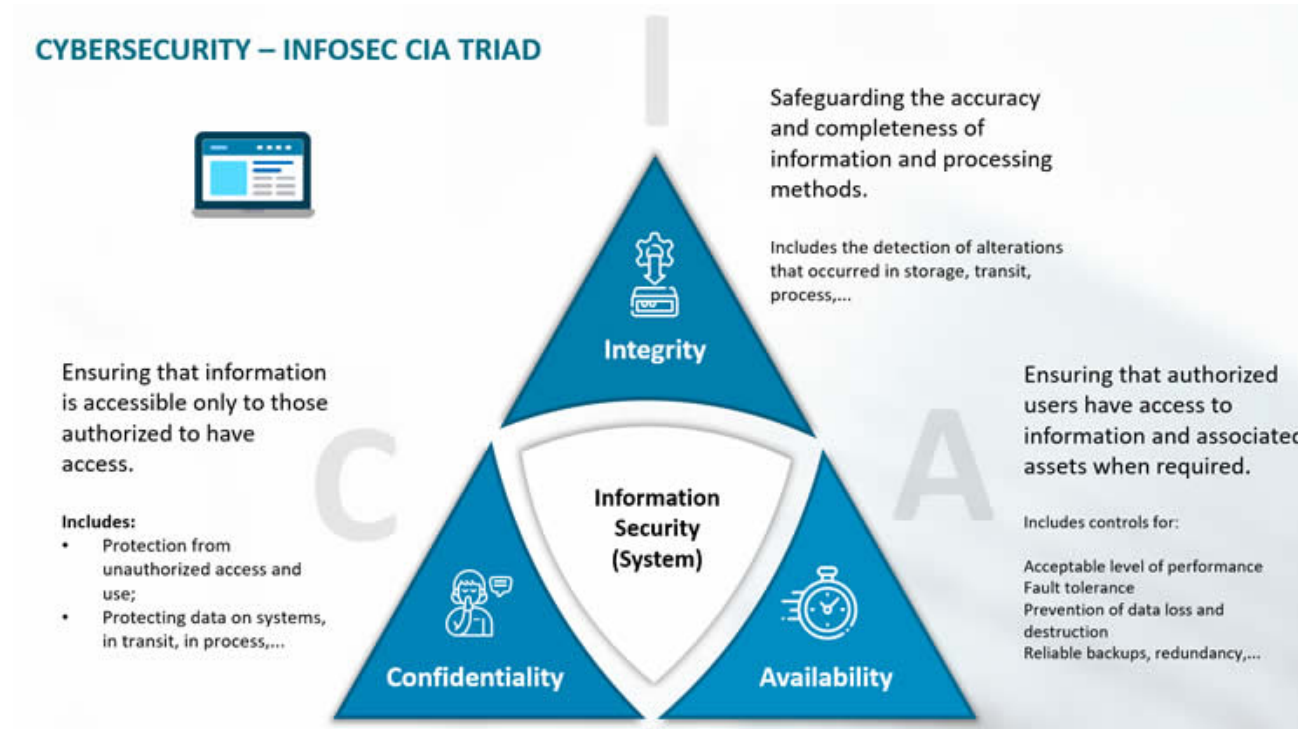 CYBERSECURITY – INFOSEC CIA TRIAD
I
Safeguarding the accuracy
and completeness of
information and processing
methods.
Includes the detection of alterations
that occurred in storage, transit,
process,...
Integrity
Ensuring that information
is accessible only to those
authorized to have
access.
Includes:
• Protection from
unauthorized access and
use;
• Protecting data on systems,
in transit, in process,...
C
Confidentiality
Information
Security
(System)
A
Availability
Ensuring that authorized
users have access to
information and associated
assets when required.
Includes controls for:
Acceptable level of performance
Fault tolerance
Prevention of data loss and
destruction
Reliable backups, redundancy,...